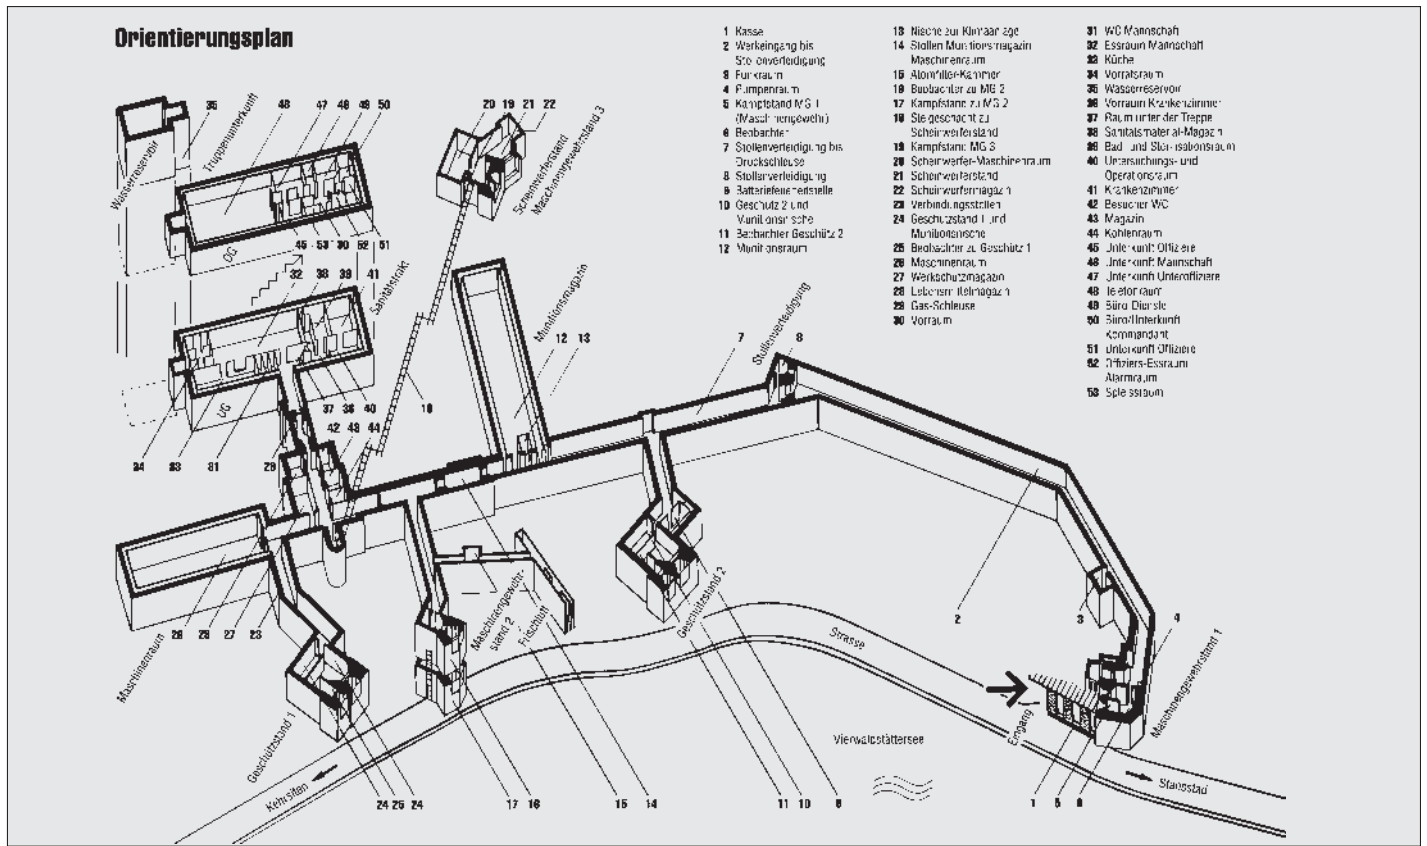 Orientierungsplan
1 Kasse
2 Werkeingang bis
Stollenverteidigung
3 Funkraum
4 Pumpenraum
5 Kampfstand MG 1
(Maschinengewehr)
6 Beobachter
7 Stollenverteidigung bis
Druckschleuse
8 Stollenverteidigung
9 Batteriefeuerleitstelle
10 Geschütz 2 und
Munitionsnische
11 Beobachter Geschütz 2
12 Munitionsraum
13 Nische zur Klimaanlage
14 Stollen Munitionsmagazin
Maschinenraum
15 Atomfilter-Kammer
16 Beobachter zu MG 2
17 Kampfstand zu MG 2
18 Steigeschacht zu
Scheinwerferstand
19 Kampfstand MG 3
20 Scheinwerfer-Maschinenraum
21 Scheinwerferstand
22 Scheinwerfermagazin
23 Verbindungsstollen
24 Geschützstand 1 und
Munitionsnische
25 Beobachter zu Geschütz 1
26 Maschinenraum
27 Werkschutzmagazin
28 Lebensmittelmagazin
29 Gas-Schleuse
30 Vorraum
31 WC Mannschaft
32 Essraum Mannschaft
33 Küche
34 Vorratsraum
35 Wasserreservoir
36 Vorraum Krankenzimmer
37 Raum unter der Treppe
38 Sanitätsmaterial-Magazin
39 Bad- und Sterilisationsraum
40 Untersuchungs- und
Operationsraum
41 Krankenzimmer
42 Besucher WC
43 Magazin
44 Kohlenraum
45 Unterkunft Offiziere
46 Unterkunft Mannschaft
47 Unterkunft Unteroffiziere
48 Telefonraum
49 Büro Dienste
50 Büro/Unterkunft
Kommandant
51 Unterkunft Offiziere
52 Offiziers-Essraum
Alarmraum
53 Spleissraum
35
Truppenunterkunft
46 47 48 49 50
20 19 22
21
Wasserreservoir
Scheinwerferstand
Maschinengewehrstand 3
45 53 30 52 51
OG
32 38 39 41
Sanitätstrakt
Munitionsmagazin
12 13
7
Stollenverteidigung
8
UG
37 36 40
18
42 43 44
34 33 31 29
Maschinenraum
26 28 27 23
Maschinengewehr-
stand 2
Frischluft
Geschützstand 2
Strasse
2
3
4
Maschinengewehrstand 1
Geschützstand 1
Eingang
Vierwaldstättersee
Kehrsiten
24 25 24
17 16
15 14
11 10
1 5
Stansstad